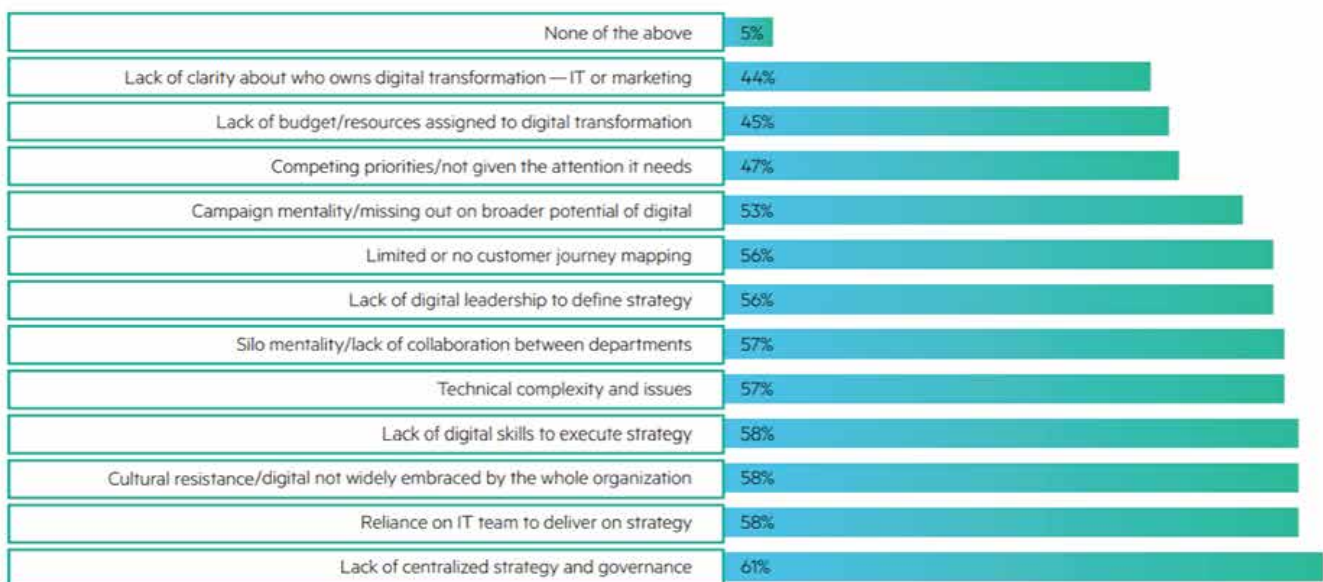 None of the above 5%
Lack of clarity about who owns digital transformation — IT or marketing 44%
Lack of budget/resources assigned to digital transformation 45%
Competing priorities/not given the attention it needs 47%
Campaign mentality/missing out on broader potential of digital 53%
Limited or no customer journey mapping 56%
Lack of digital leadership to define strategy 56%
Silo mentality/lack of collaboration between departments 57%
Technical complexity and issues 57%
Lack of digital skills to execute strategy 58%
Cultural resistance/digital not widely embraced by the whole organization 58%
Reliance on IT team to deliver on strategy 58%
Lack of centralized strategy and governance 61%